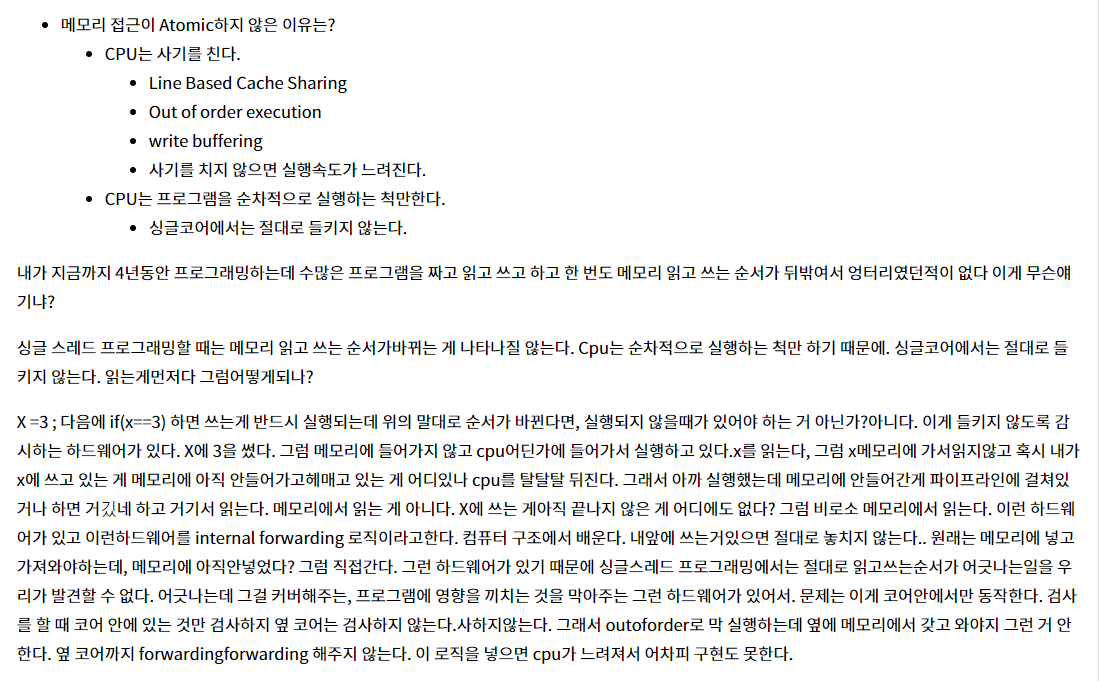 메모리 접근이 Atomic하지 않은 이유는?
CPU는 사기를 친다.
Line Based Cache Sharing
Out of order execution
write buffering
사기를 치지 않으면 실행속도가 느려진다.
CPU는 프로그램을 순차적으로 실행하는 척만한다.
싱글코어에서는 절대로 들키지 않는다.
내가 지금까지 4년동안 프로그래밍하는데 수많은 프로그램을 짜고 읽고 쓰고 하고 한 번도 메모리 읽고 쓰는 순서가 뒤밖여서 엉터리였던적이 없다 이게 무슨얘
기냐?
싱글 스레드 프로그래밍할 때는 메모리 읽고 쓰는 순서가바뀌는 게 나타나질 않는다. Cpu는 순차적으로 실행하는 척만 하기 때문에. 싱글코어에서는 절대로 들
키지 않는다. 읽는게먼저다 그럼어떻게되나?
X =3 ; 다음에 if(x==3) 하면 쓰는게 반드시 실행되는데 위의 말대로 순서가 바뀐다면, 실행되지 않을때가 있어야 하는 거 아닌가?아니다. 이게 들키지 않도록 감
시하는 하드웨어가 있다. X에 3을 썼다. 그럼 메모리에 들어가지 않고 cpu어딘가에 들어가서 실행하고 있다.x를 읽는다, 그럼 x메모리에 가서읽지않고 혹시 내가
x에 쓰고 있는 게 메모리에 아직 안들어가고헤매고 있는 게 어디있나 cpu를 탈탈탈 뒤진다. 그래서 아까 실행했는데 메모리에 안들어간게 파이프라인에 걸쳐있
거나 하면 거깄네 하고 거기서 읽는다. 메모리에서 읽는 게 아니다. X에 쓰는 게아직 끝나지 않은 게 어디에도 없다? 그럼 비로소 메모리에서 읽는다. 이런 하드웨
어가 있고 이런하드웨어를 internal forwarding 로직이라고한다. 컴퓨터 구조에서 배운다. 내앞에 쓰는거있으면 절대로 놓치지 않는다.. 원래는 메모리에 넣고
가져와야하는데, 메모리에 아직안넣었다? 그럼 직접간다. 그런 하드웨어가 있기 때문에 싱글스레드 프로그래밍에서는 절대로 읽고쓰는순서가 어긋나는일을 우
리가 발견할 수 없다. 어긋나는데 그걸 커버해주는, 프로그램에 영향을 끼치는 것을 막아주는 그런 하드웨어가 있어서. 문제는 이게 코어안에서만 동작한다. 검사
를 할 때 코어 안에 있는 것만 검사하지 옆 코어는 검사하지 않는다.사하지않는다. 그래서 outoforder로 막 실행하는데 옆에 메모리에서 갖고 와야지 그런 거 안
한다. 옆 코어까지 forwardingforwarding 해주지 않는다. 이 로직을 넣으면 cpu가 느려져서 어차피 구현도 못한다.